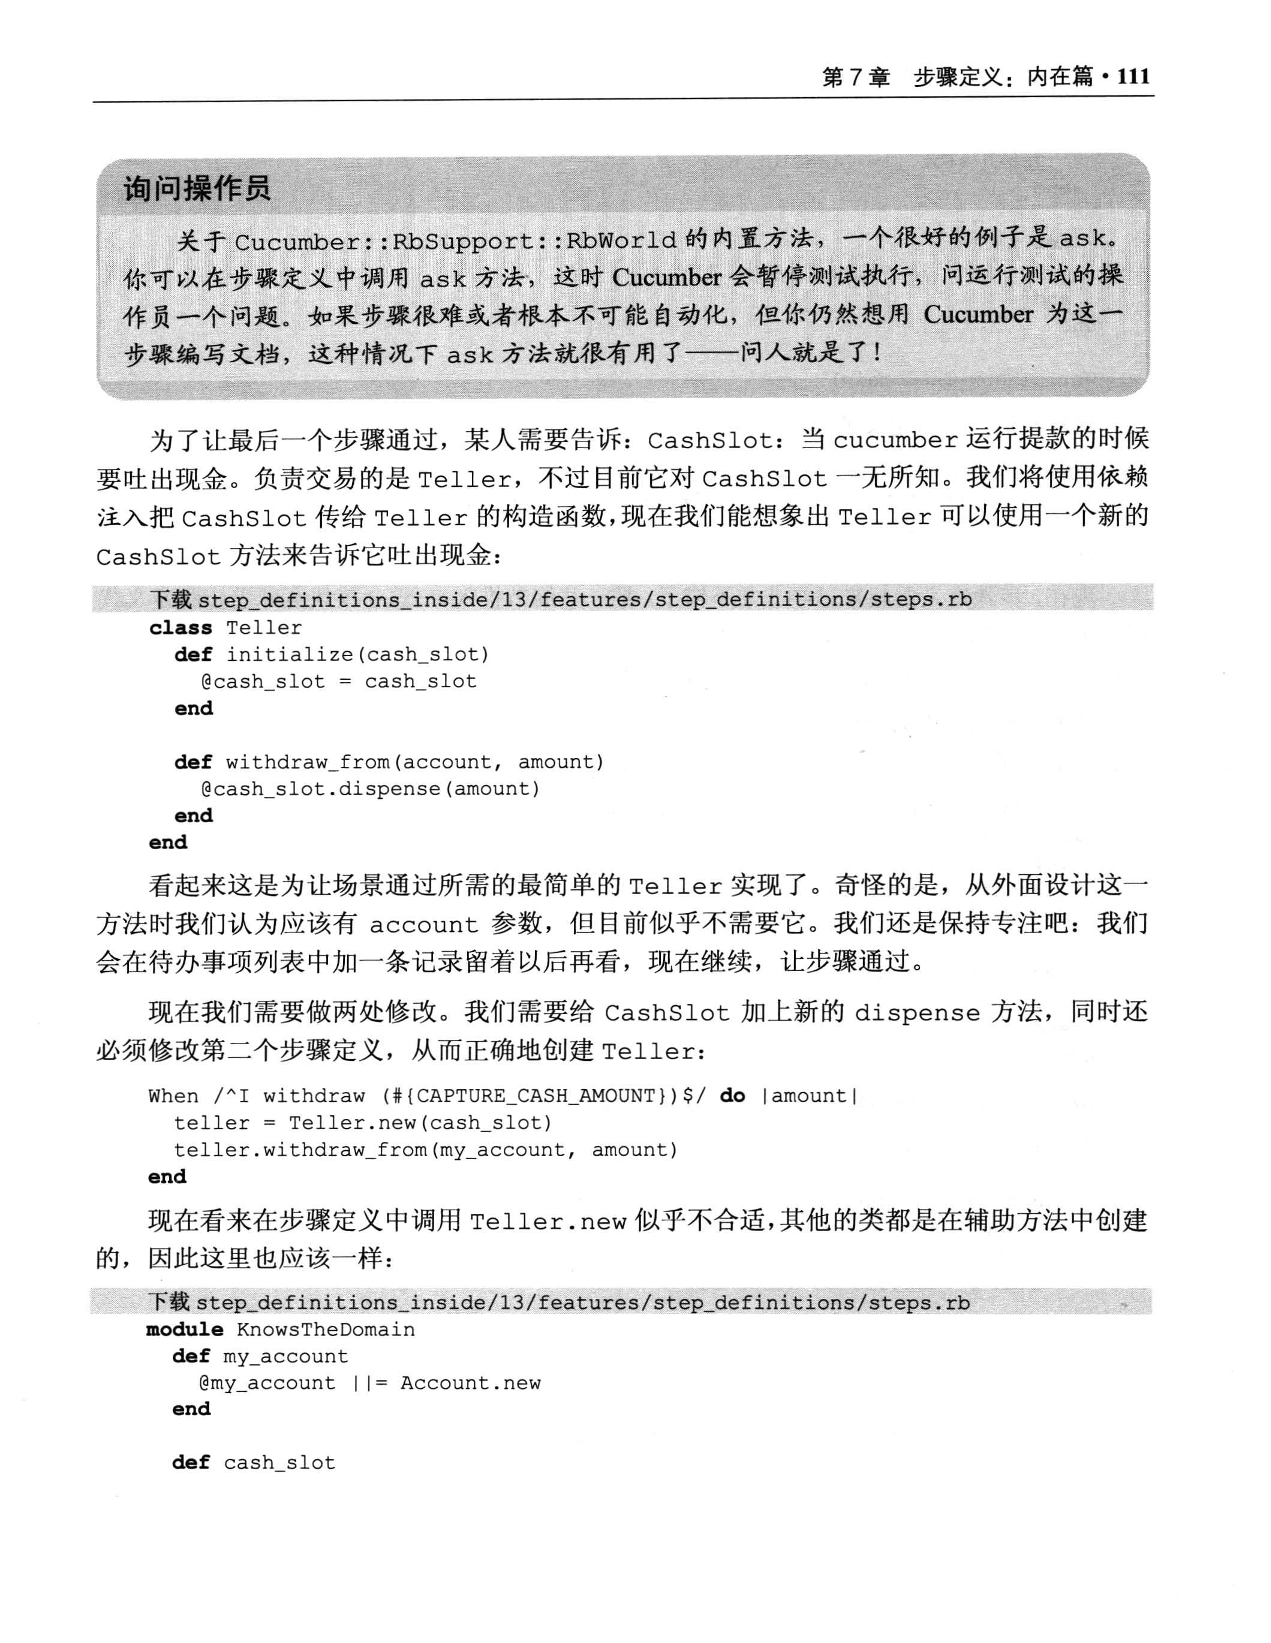 第 7 章　步骤定义：内在篇 • 111
询问操作员
关于 Cucumber::RbSupport::RbWorld 的内置方法，一个很好的例子是 ask。
你可以在步骤定义中调用 ask 方法，这时 Cucumber 会暂停测试执行，问运行测试的操
作员一个问题。如果步骤很难或者根本不可能自动化，但你仍然想用 Cucumber 为这一
步骤编写文档，这种情况下 ask 方法就很有用了——问人就是了！
为了让最后一个步骤通过，某人需要告诉：CashSlot：当 cucumber 运行提款的时候
要吐出现金。负责交易的是 Teller，不过目前它对 CashSlot 一无所知。我们将使用依赖
注入把 CashSlot 传给 Teller 的构造函数，现在我们能想象出 Teller 可以使用一个新的
CashSlot 方法来告诉它吐出现金：
下载 step_definitions_inside/13/features/step_definitions/steps.rb
class Teller
  def initialize(cash_slot)
    @cash_slot = cash_slot
  end
  def withdraw_from(account, amount)
    @cash_slot.dispense(amount)
  end
end
看起来这是为让场景通过所需的最简单的 Teller 实现了。奇怪的是，从外面设计这一
方法时我们认为应该有 account 参数，但目前似乎不需要它。我们还是保持专注吧：我们
会在待办事项列表中加一条记录留着以后再看，现在继续，让步骤通过。
现在我们需要做两处修改。我们需要给 CashSlot 加上新的 dispense 方法，同时还
必须修改第二个步骤定义，从而正确地创建 Teller：
When /^I withdraw (#{CAPTURE_CASH_AMOUNT})$/ do |amount|
  teller = Teller.new(cash_slot)
  teller.withdraw_from(my_account, amount)
end
现在看来在步骤定义中调用 Teller.new 似乎不合适，其他的类都是在辅助方法中创建
的，因此这里也应该一样：
下载 step_definitions_inside/13/features/step_definitions/steps.rb
module KnowsTheDomain
  def my_account
    @my_account ||= Account.new
  end
  def cash_slot